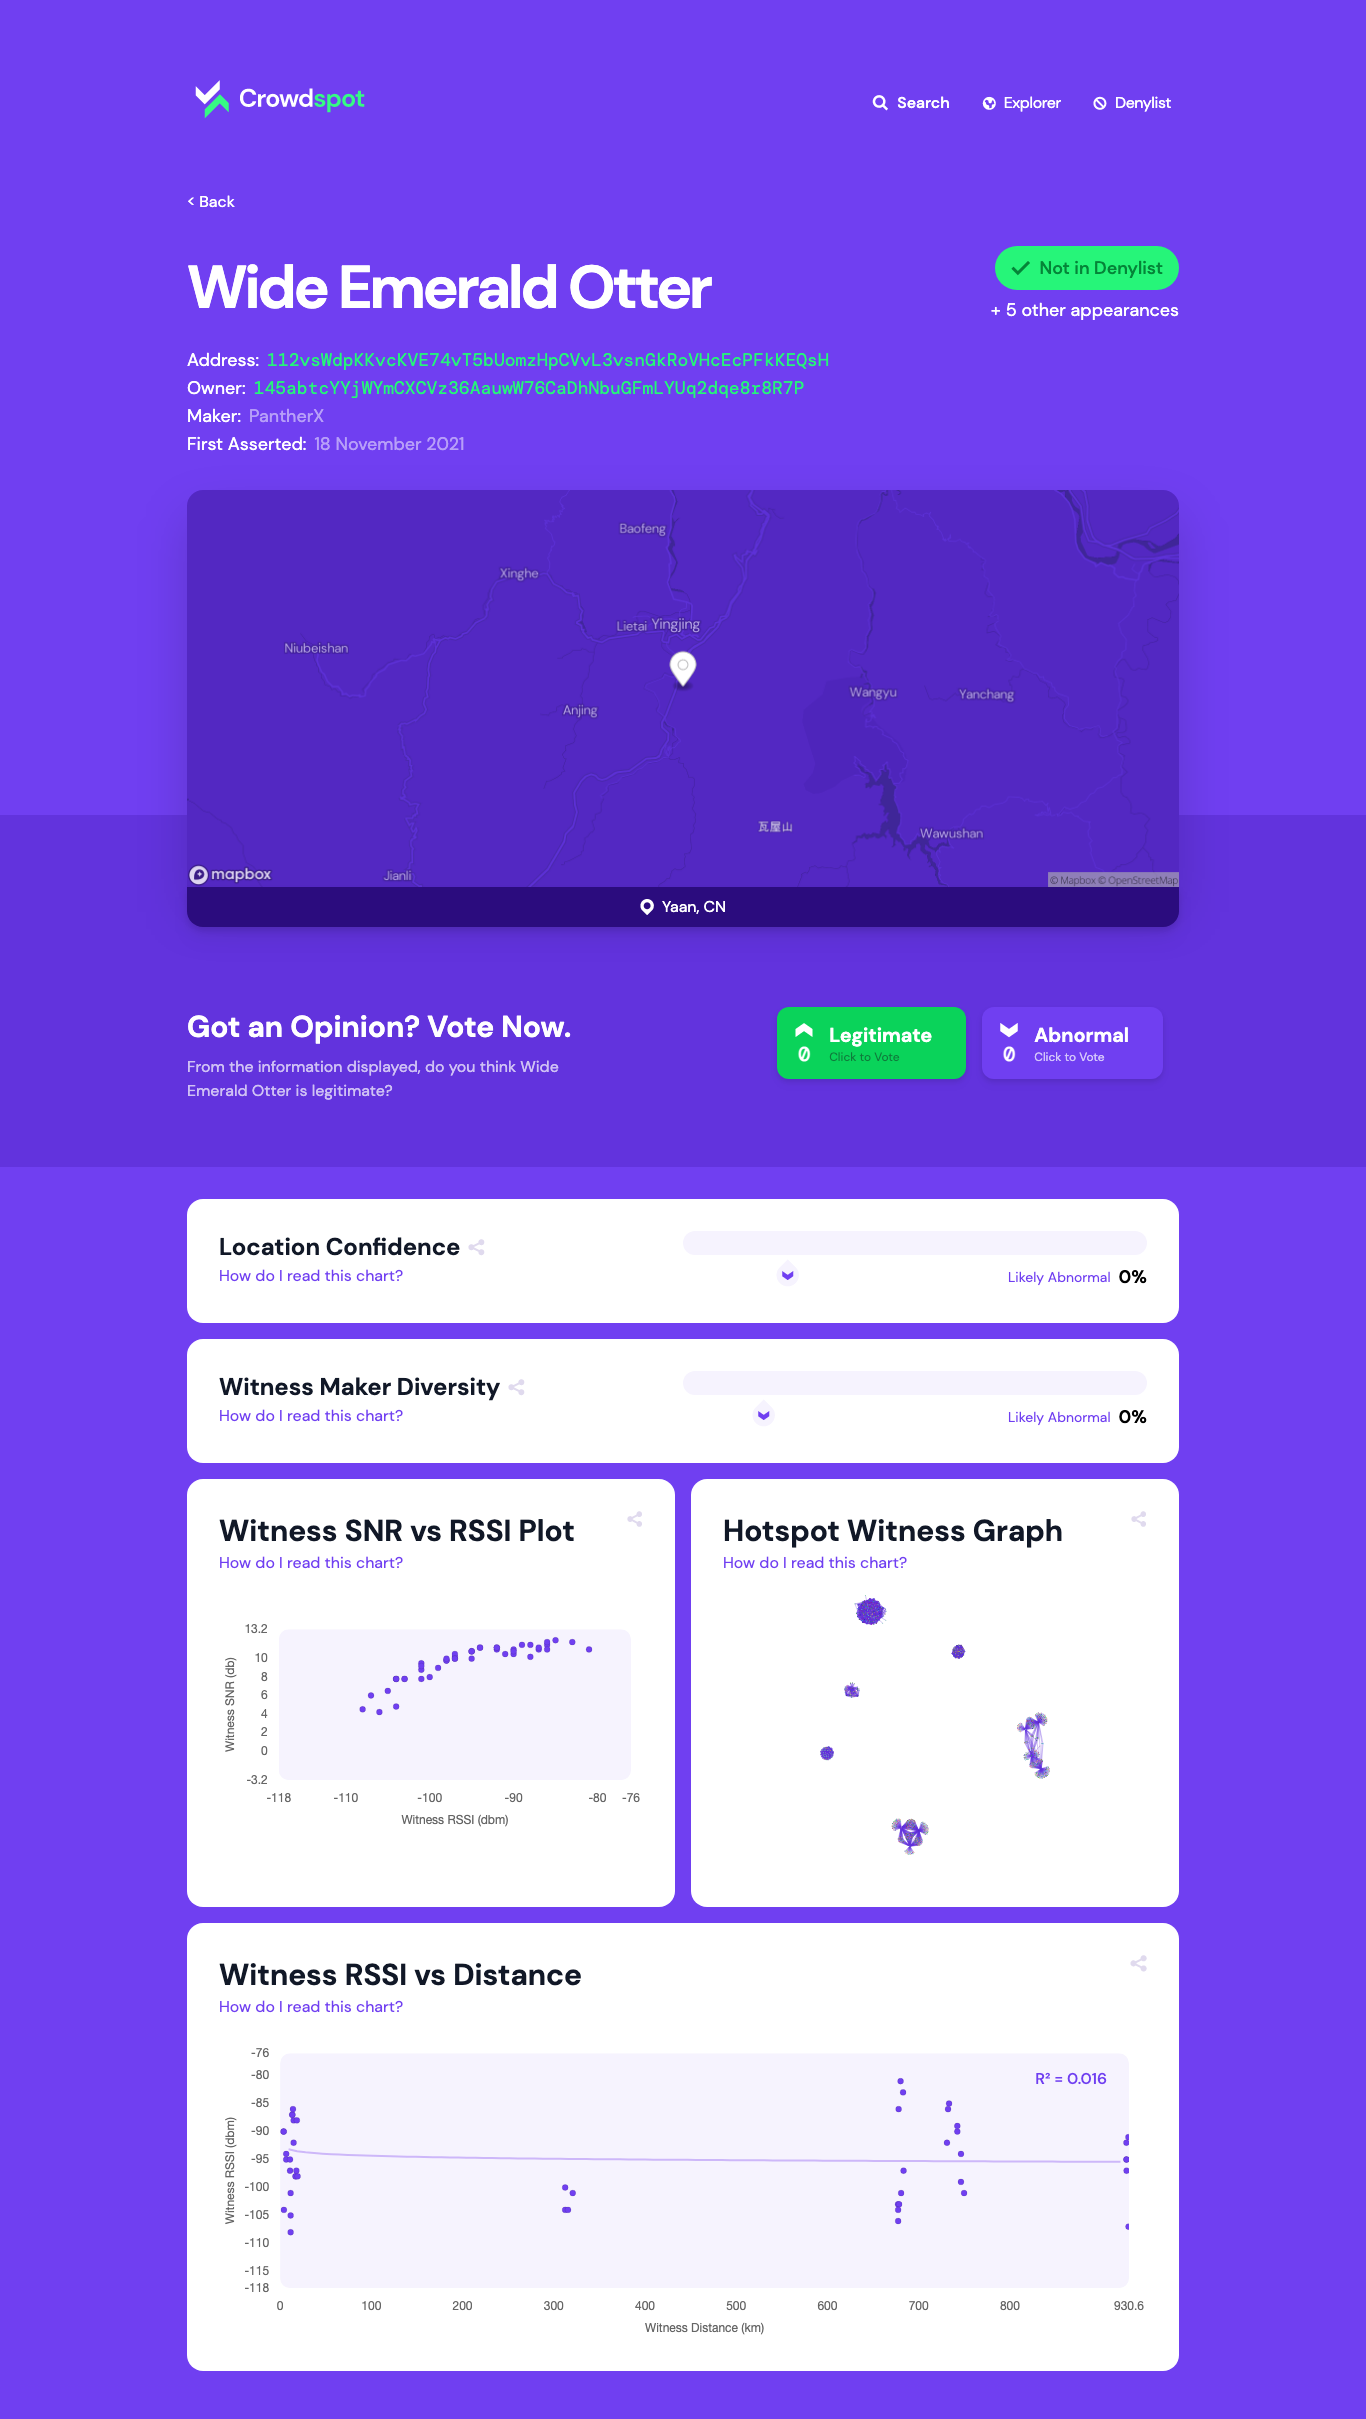 Crowdspot
Search
Explorer
Denylist
< Back
Wide Emerald Otter
Not in Denylist
+ 5 other appearances
Address: 112vsWdpKKvcKVE74vT5bUomzHpCVvL3vsnGkRoVHcEcPFkKEQsH
Owner: 145abtcYYjWYmCXCVz36AauwW76CaDhNbuGFmLYUq2dqe8r8R7P
Maker: PantherX
First Asserted: 18 November 2021
Baofeng
Xinghe
Lietai Yingjing
Niubeishan
Wangyu
Yanchang
Anjing
瓦屋山
Wawushan
Jianli
mapbox
© Mapbox © OpenStreetMap
Yaan, CN
Got an Opinion? Vote Now.
From the information displayed, do you think Wide
Emerald Otter is legitimate?
Legitimate
0
Click to Vote
Abnormal
0
Click to Vote
Location Confidence
How do I read this chart?
Likely Abnormal 0%
Witness Maker Diversity
How do I read this chart?
Likely Abnormal 0%
Witness SNR vs RSSI Plot
How do I read this chart?
13.2
10
8
6
4
2
0
-3.2
Witness SNR (db)
-118 -110 -100 -90 -80 -76
Witness RSSI (dbm)
Hotspot Witness Graph
How do I read this chart?
Witness RSSI vs Distance
How do I read this chart?
-76
-80
-85
-90
-95
-100
-105
-110
-115
-118
Witness RSSI (dbm)
R² = 0.016
0 100 200 300 400 500 600 700 800 930.6
Witness Distance (km)